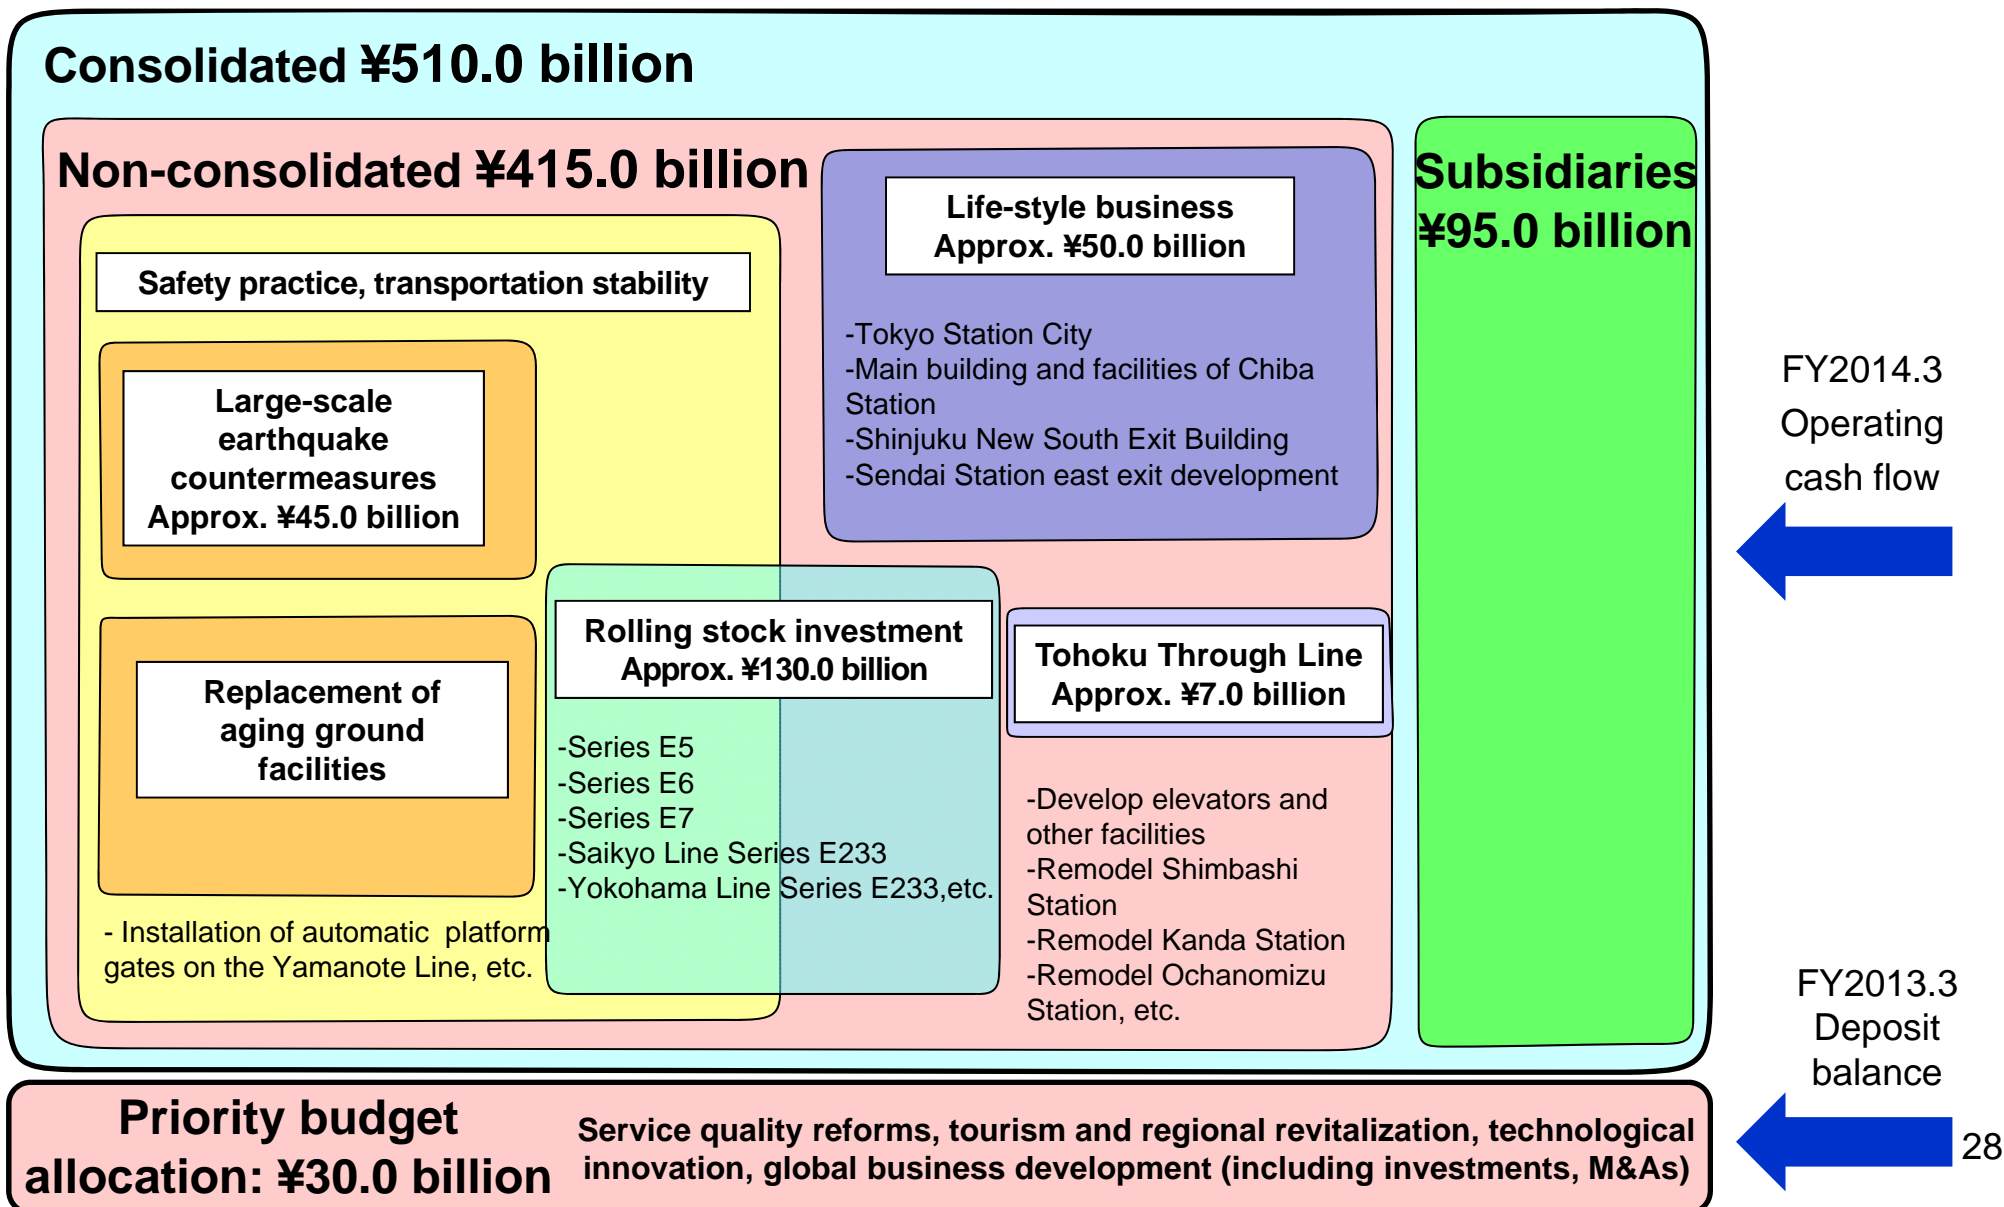 Consolidated ¥510.0 billion
Non-consolidated ¥415.0 billion
Safety practice, transportation stability
Large-scale
earthquake
countermeasures
Approx. ¥45.0 billion
Replacement of
aging ground
facilities
- Installation of automatic platform
gates on the Yamanote Line, etc.
Rolling stock investment
Approx. ¥130.0 billion
-Series E5
-Series E6
-Series E7
-Saikyo Line Series E233
-Yokohama Line Series E233,etc.
Life-style business
Approx. ¥50.0 billion
-Tokyo Station City
-Main building and facilities of Chiba
Station
-Shinjuku New South Exit Building
-Sendai Station east exit development
Tohoku Through Line
Approx. ¥7.0 billion
-Develop elevators and
other facilities
-Remodel Shimbashi
Station
-Remodel Kanda Station
-Remodel Ochanomizu
Station, etc.
Subsidiaries
¥95.0 billion
FY2014.3
Operating
cash flow
FY2013.3
Deposit
balance
Priority budget
allocation: ¥30.0 billion
Service quality reforms, tourism and regional revitalization, technological
innovation, global business development (including investments, M&As)
28